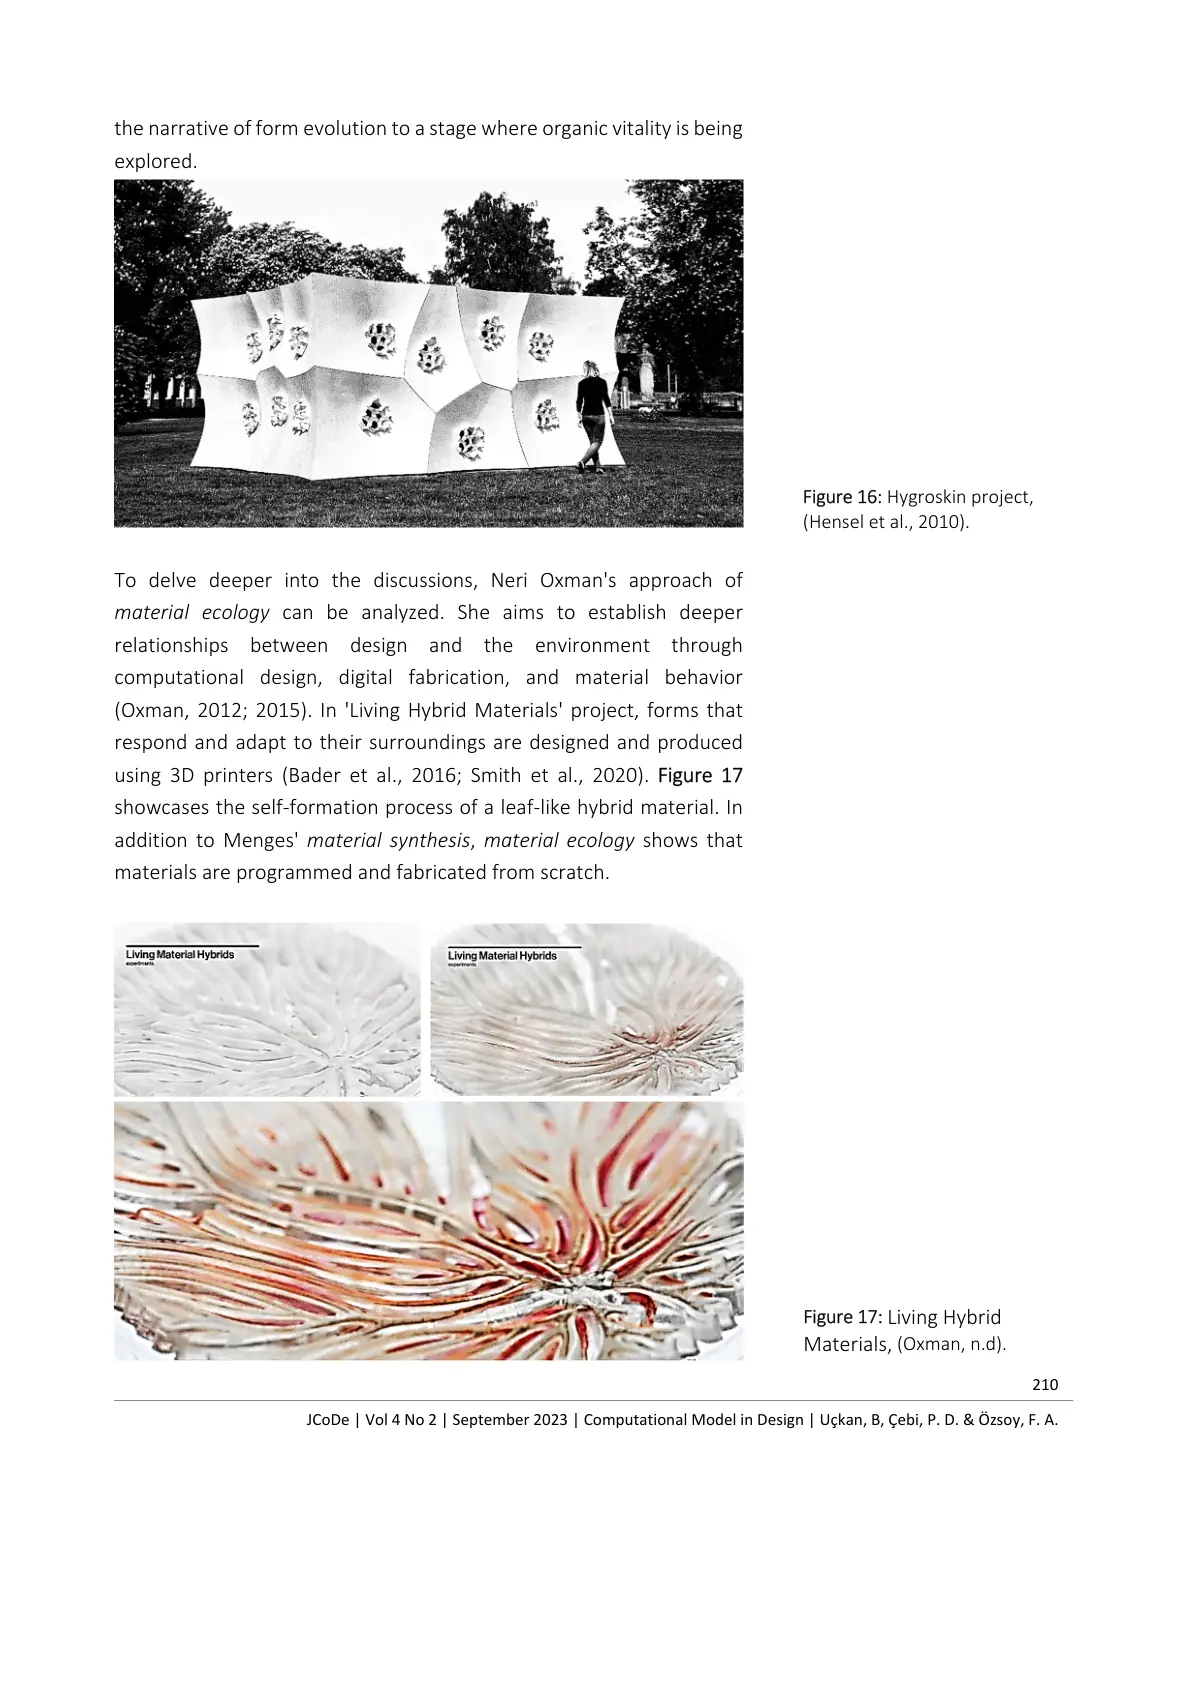 the narrative of form evolution to a stage where organic vitality is being
explored.
Figure 16: Hygroskin project,
(Hensel et al., 2010).
To delve deeper into the discussions, Neri Oxman's approach of
material ecology can be analyzed. She aims to establish deeper
relationships between design and the environment through
computational design, digital fabrication, and material behavior
(Oxman, 2012; 2015). In 'Living Hybrid Materials' project, forms that
respond and adapt to their surroundings are designed and produced
using 3D printers (Bader et al., 2016; Smith et al., 2020). Figure 17
showcases the self-formation process of a leaf-like hybrid material. In
addition to Menges' material synthesis, material ecology shows that
materials are programmed and fabricated from scratch.
Living Material Hybrids
experiments
Living Material Hybrids
experiments
Figure 17: Living Hybrid
Materials, (Oxman, n.d).
210
JCoDe | Vol 4 No 2 | September 2023 | Computational Model in Design | Uçkan, B, Çebi, P. D. & Özsoy, F. A.